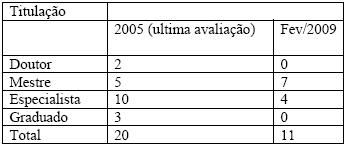 Titulação
2005 (ultima avaliação) Fev/2009
Doutor 2 0
Mestre 5 7
Especialista 10 4
Graduado 3 0
Total 20 11